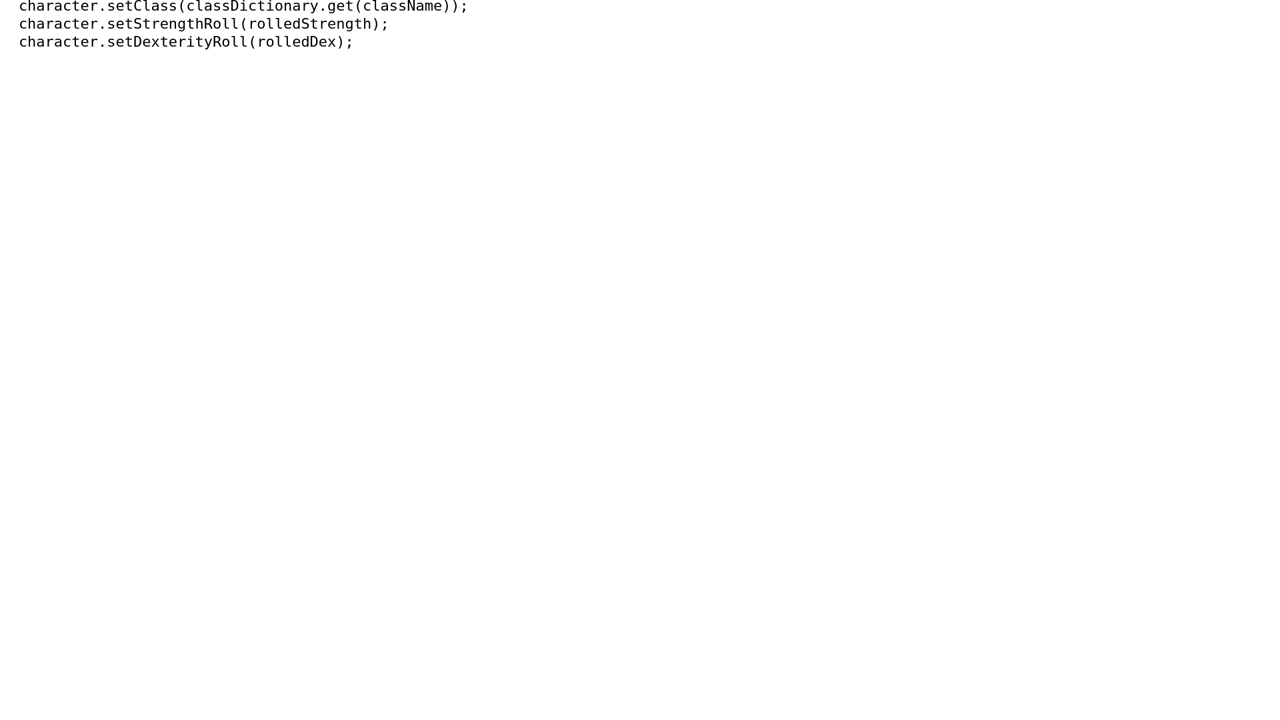 character.setClass(classDictionary.get(className));
character.setStrengthRoll(rolledStrength);
character.setDexterityRoll(rolledDex);